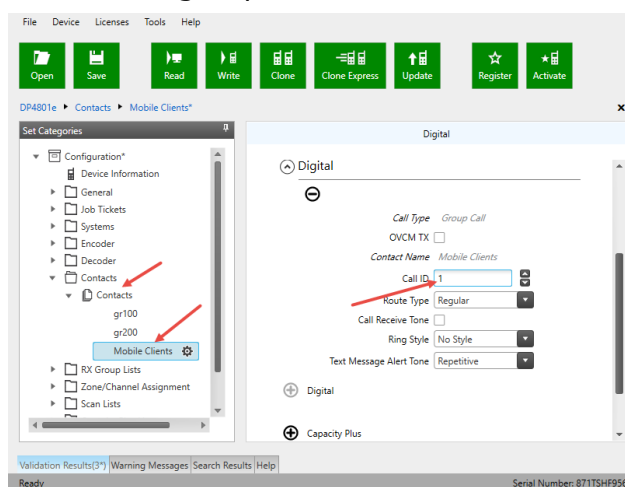 File Device Licenses Tools Help
Open Save Read Write Clone Clone Express Update Register Activate
DP4801e Contacts Mobile Clients*
Set Categories
Configuration*
Device Information
General
Job Tickets
Systems
Encoder
Decoder
Contacts
Contacts
gr100
gr200
Mobile Clients
RX Group Lists
Zone/Channel Assignment
Scan Lists
Digital
Digital
Call Type Group Call
OVCM TX
Contact Name Mobile Clients
Call ID 1
Route Type Regular
Call Receive Tone
Ring Style No Style
Text Message Alert Tone Repetitive
Digital
Capacity Plus
Validation Results(3*) Warning Messages Search Results Help
Ready Serial Number: 871TSHF956